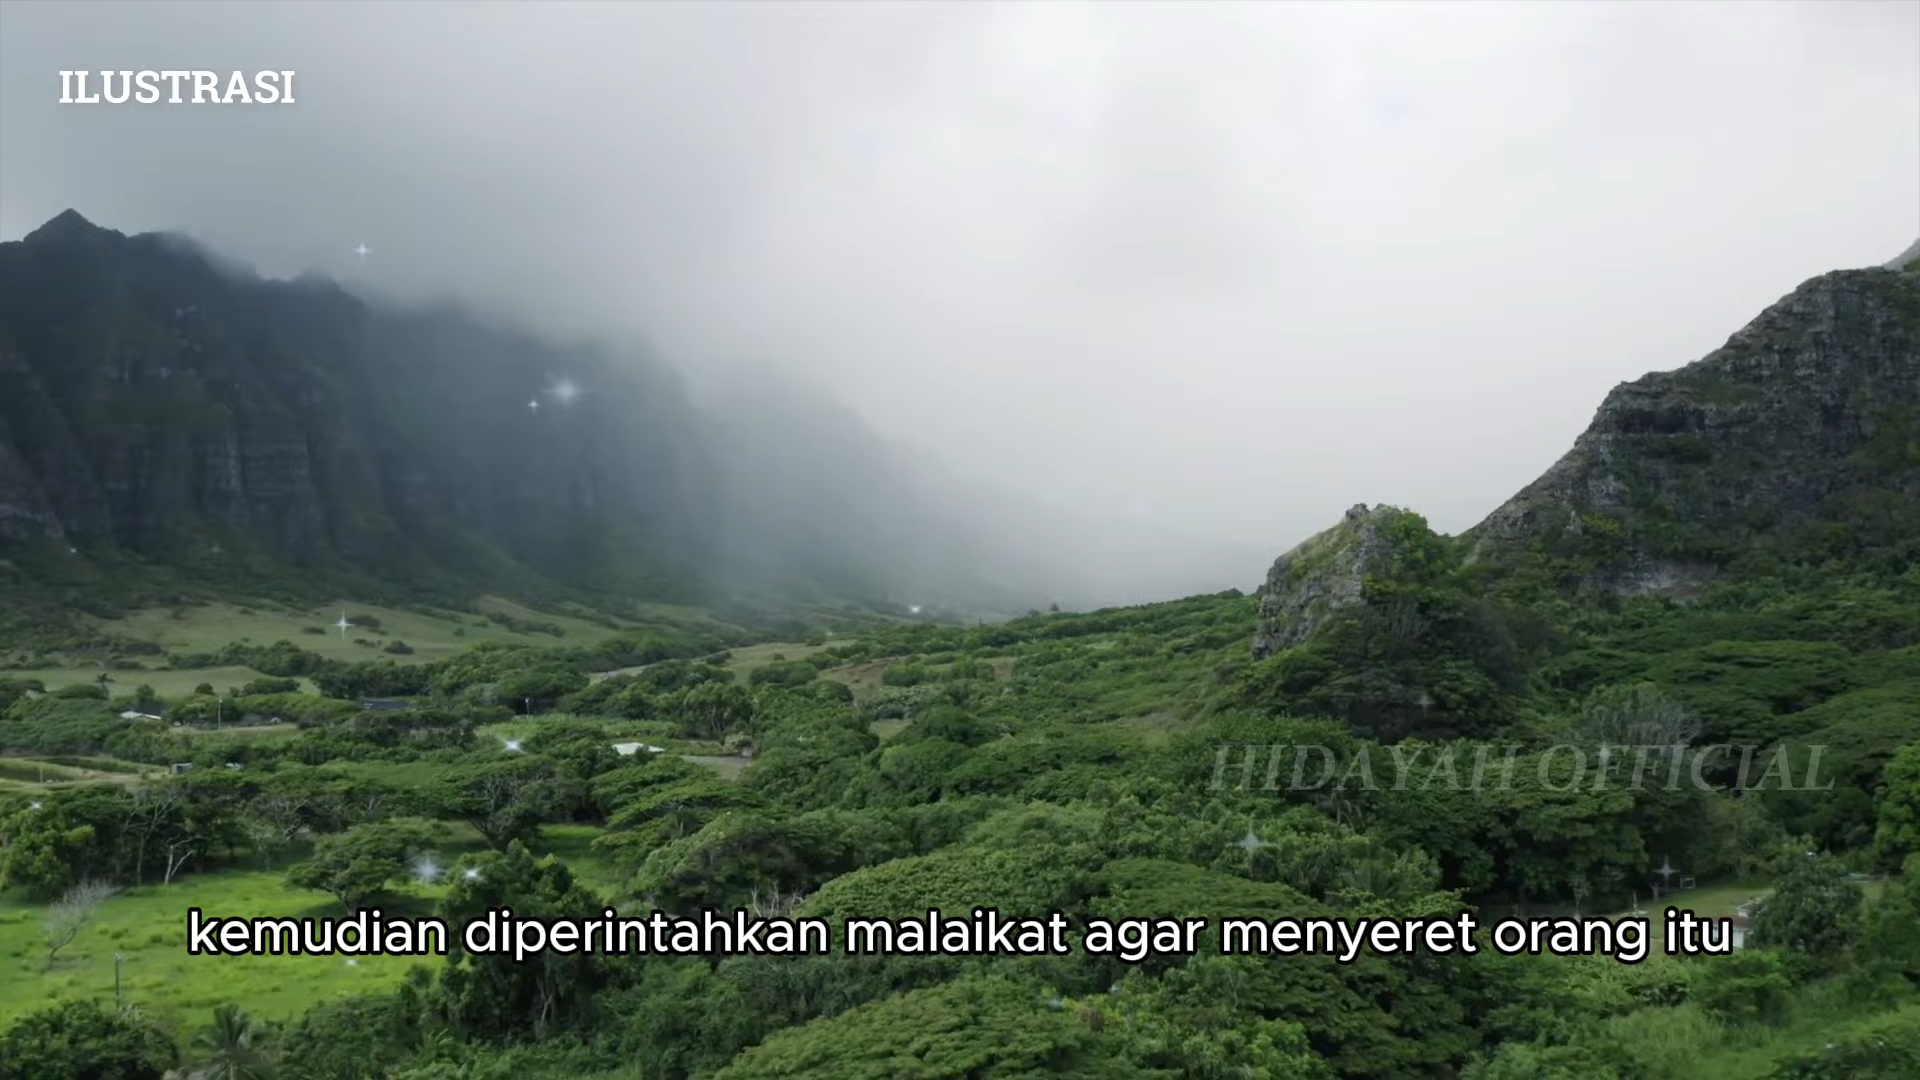 ILUSTRASI
HIDAYAH OFFICIAL
kemudian diperintahkan malaikat agar menyeret orang itu